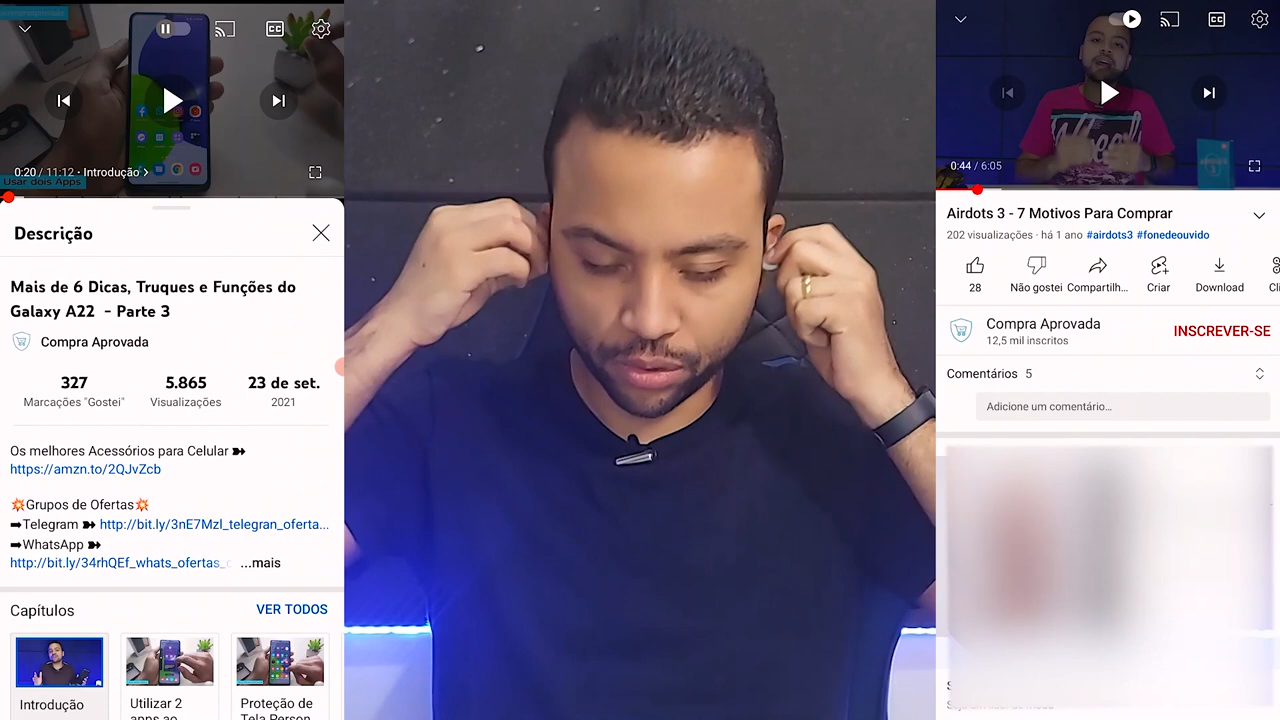 0:20 / 11:12 · Introdução
Usar dois Apps
Descrição
Mais de 6 Dicas, Truques e Funções do
Galaxy A22 - Parte 3
Compra Aprovada
327
Marcações "Gostei"
5.865
Visualizações
23 de set.
2021
Os melhores Acessórios para Celular ➽
https://amzn.to/2QJvZcb
💥Grupos de Ofertas💥
➡Telegram ➽ http://bit.ly/3nE7Mzl_telegran_oferta...
➡WhatsApp ➽
http://bit.ly/34rhQEf_whats_ofertas_ ...mais
Capítulos
VER TODOS
Introdução
Utilizar 2
apps ao
Proteção de
Tela Person
CC
CC
0:44 / 6:05
Airdots 3 - 7 Motivos Para Comprar
202 visualizações · há 1 ano #airdots3 #fonedeouvido
28
Não gostei
Compartilh...
Criar
Download
Cli
Compra Aprovada
12,5 mil inscritos
INSCREVER-SE
Comentários 5
Adicione um comentário...